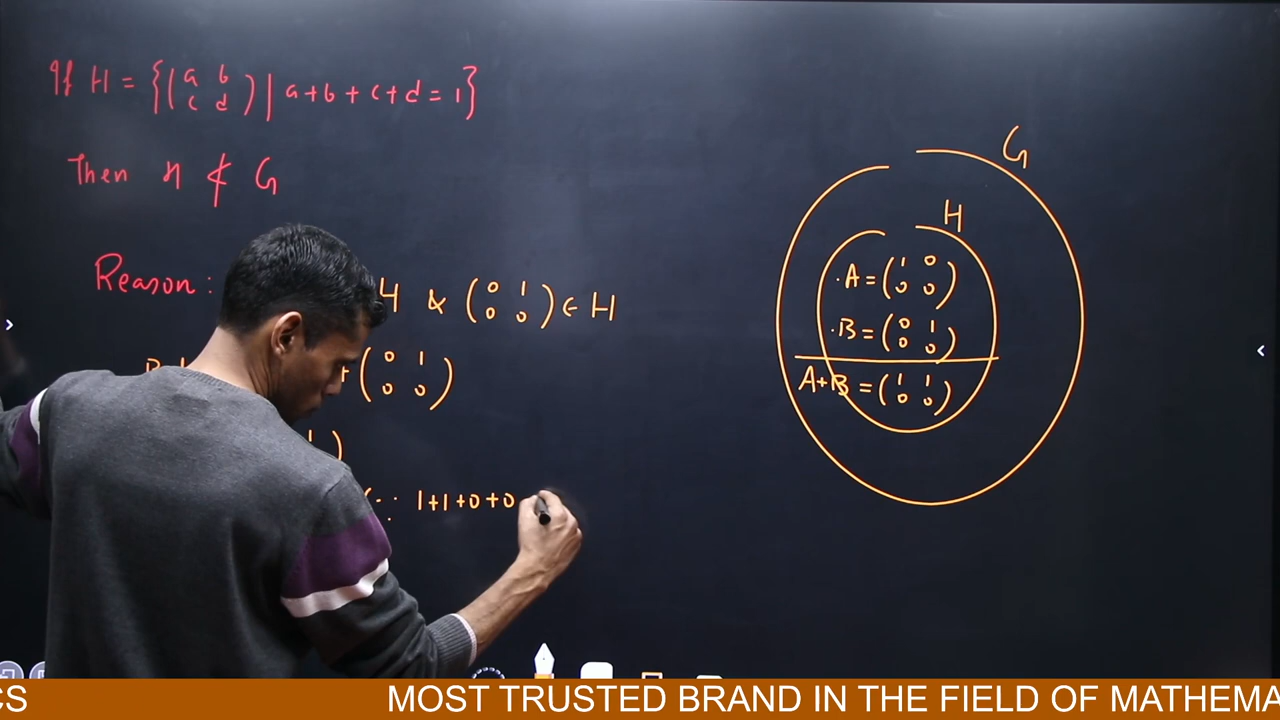 If H = {(a b
c d) | a+b+c+d = 1}
Then H ≮ G
Reason :
H & (0 1
0 0) ∈ H
+ (0 1
0 0)
)
(∵ 1+1+0+0
G
H
.A = (1 0
0 0)
.B = (0 1
0 0)
A+B = (1 1
0 0)
CS MOST TRUSTED BRAND IN THE FIELD OF MATHEMA